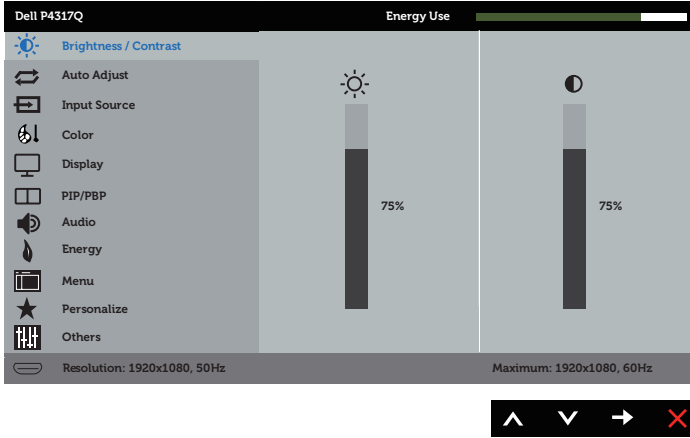 Dell P4317Q Energy Use
Brightness / Contrast
Auto Adjust
Input Source
Color
Display
PIP/PBP
Audio
Energy
Menu
Personalize
Others
75%
75%
Resolution: 1920x1080, 50Hz Maximum: 1920x1080, 60Hz